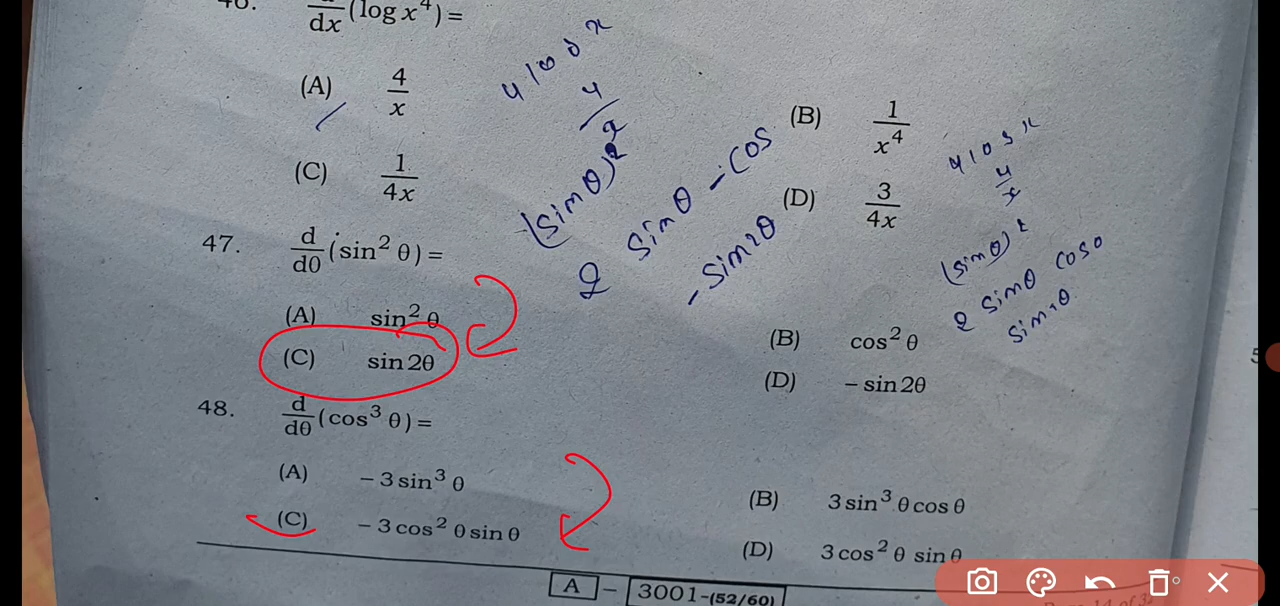 d/dx (log x⁴) =
(A) 4/x
(B) 1/x⁴
(C) 1/4x
(D) 3/4x
4 log x
4/x
(sin θ)²
2 sin θ - cos
- sin 2θ
4 log x
4/x
(sin θ)²
2 sin θ cos θ
sin 2θ
47. d/dθ (sin² θ) =
(A) sin² θ
(B) cos² θ
(C) sin 2θ
(D) - sin 2θ
48. d/dθ (cos³ θ) =
(A) - 3 sin³ θ
(B) 3 sin³ θ cos θ
(C) - 3 cos² θ sin θ
(D) 3 cos² θ sin θ
A - 3001-(52/60)